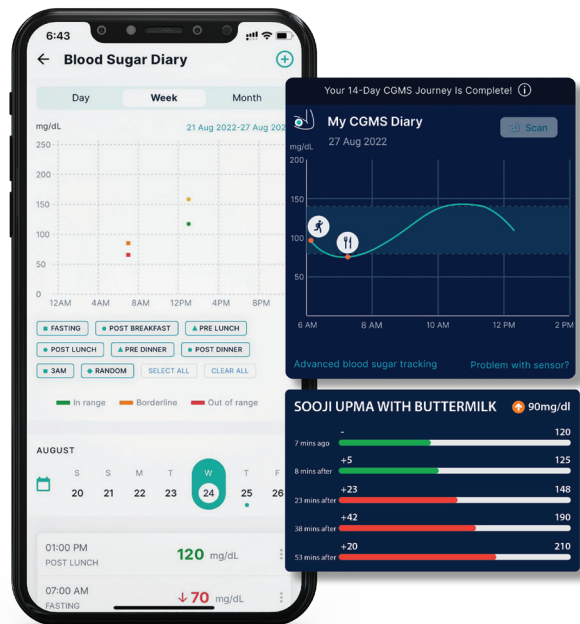 6:43
Blood Sugar Diary
Day Week Month
mg/dL 21 Aug 2022-27 Aug 202
250
200
150
100
50
0
12AM 4AM 8AM 12PM 4PM 8PM
FASTING POST BREAKFAST PRE LUNCH
POST LUNCH PRE DINNER POST DINNER
3AM RANDOM SELECT ALL CLEAR ALL
In range Borderline Out of range
AUGUST
S S M T W T F
20 21 22 23 24 25 26
01:00 PM
POST LUNCH
120 mg/dL
07:00 AM
FASTING
↓70 mg/dL
Your 14-Day CGMS Journey Is Complete!
My CGMS Diary
Scan
27 Aug 2022
mg/dL
200
150
100
50
6 AM 8 AM 10 AM 12 PM 2 PM
Advanced blood sugar tracking Problem with sensor?
SOOJI UPMA WITH BUTTERMILK 90mg/dl
- 120
7 mins ago
+5 125
8 mins after
+23 148
23 mins after
+42 190
38 mins after
+20 210
53 mins after